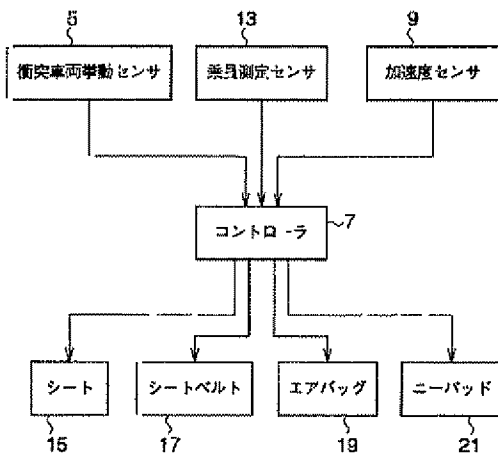 5
13
9
衝突車両挙動センサ
乗員測定センサ
加速度センサ
コントローラ
7
シート
シートベルト
エアバッグ
ニーパッド
15
17
19
21